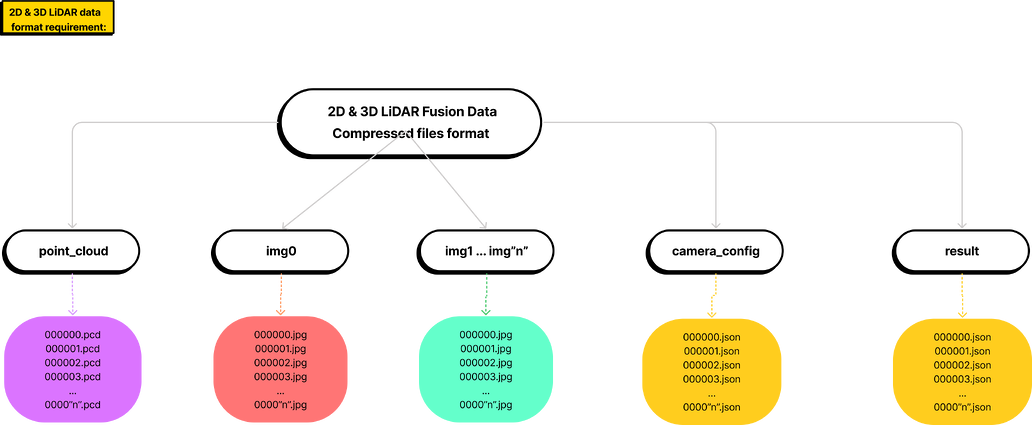 2D & 3D LiDAR data
format requirement:
2D & 3D LiDAR Fusion Data
Compressed files format
point_cloud
img0
img1 ... img"n"
camera_config
result
000000.pcd
000001.pcd
000002.pcd
000003.pcd
...
0000"n".pcd
000000.jpg
000001.jpg
000002.jpg
000003.jpg
...
0000"n".jpg
000000.jpg
000001.jpg
000002.jpg
000003.jpg
...
0000"n".jpg
000000.json
000001.json
000002.json
000003.json
...
0000"n".json
000000.json
000001.json
000002.json
000003.json
...
0000"n".json